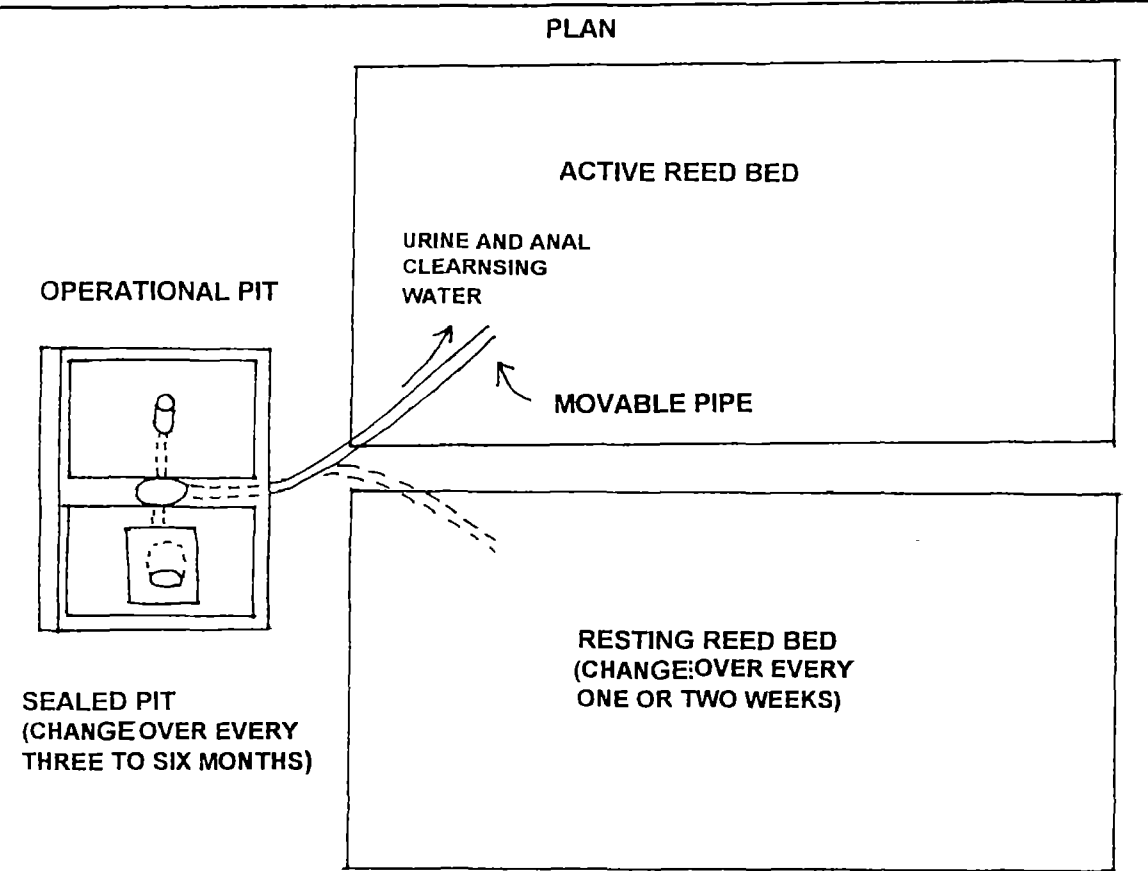 PLAN
ACTIVE REED BED
URINE AND ANAL
CLEARNSING
WATER
OPERATIONAL PIT
MOVABLE PIPE
RESTING REED BED
(CHANGE:OVER EVERY
ONE OR TWO WEEKS)
SEALED PIT
(CHANGE OVER EVERY
THREE TO SIX MONTHS)